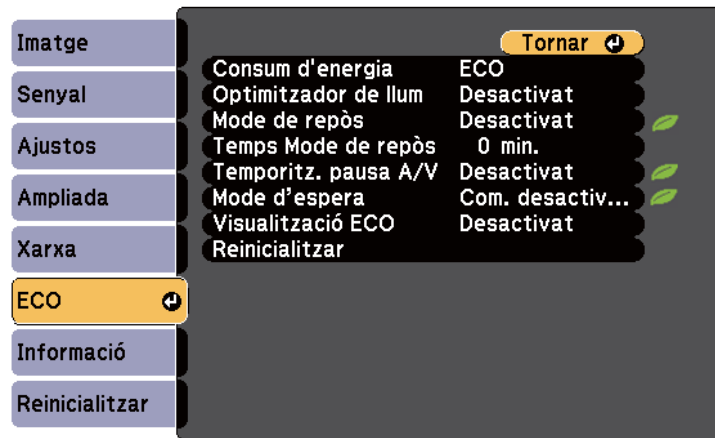 Imatge
Senyal
Ajustos
Ampliada
Xarxa
ECO
Informació
Reinicialitzar
Tornar
Consum d'energia ECO
Optimitzador de llum Desactivat
Mode de repòs Desactivat
Temps Mode de repòs 0 min.
Temporitz. pausa A/V Desactivat
Mode d’espera Com. desactiv...
Visualització ECO Desactivat
Reinicialitzar